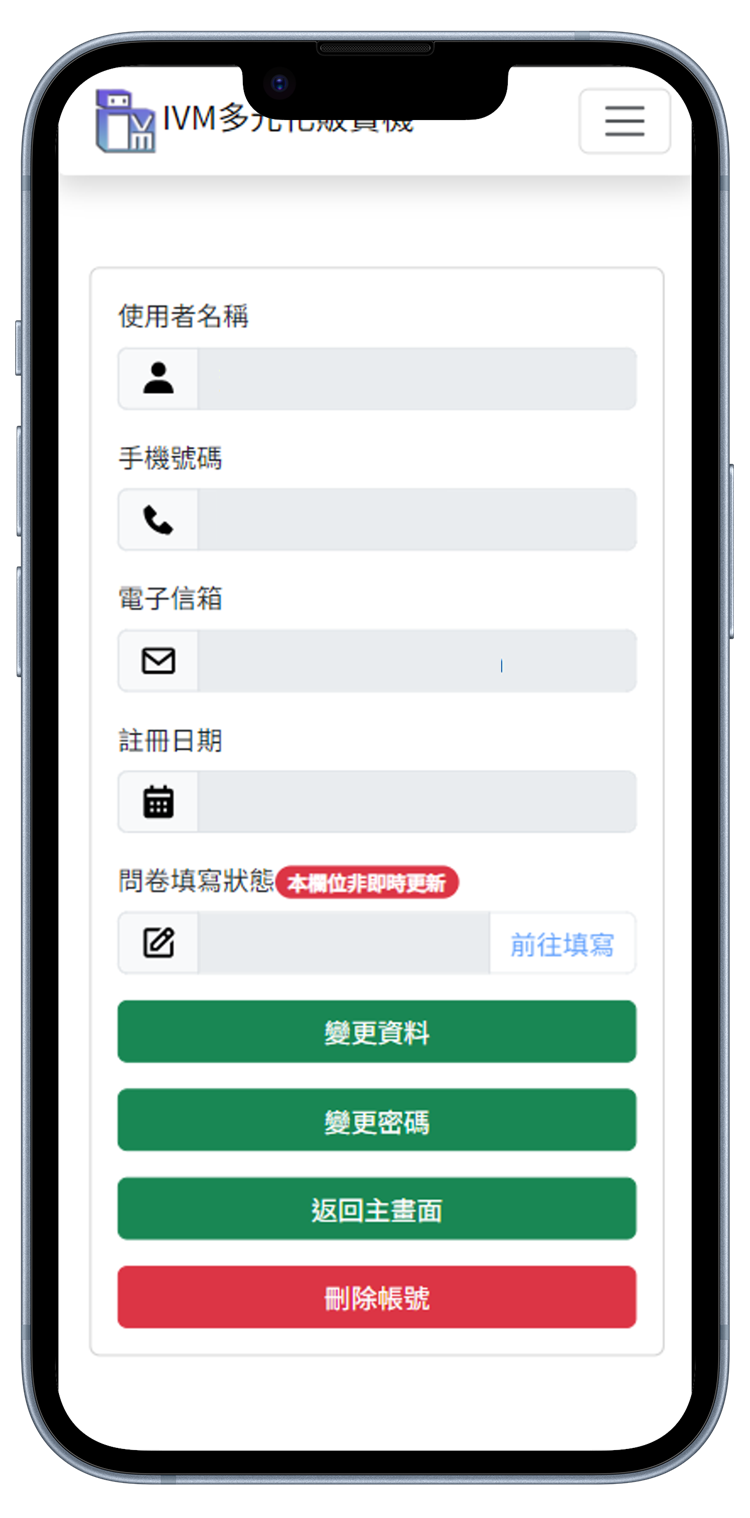 IVM多元化販賣機
使用者名稱
手機號碼
電子信箱
註冊日期
問卷填寫狀態 本欄位非即時更新
前往填寫
變更資料
變更密碼
返回主畫面
刪除帳號